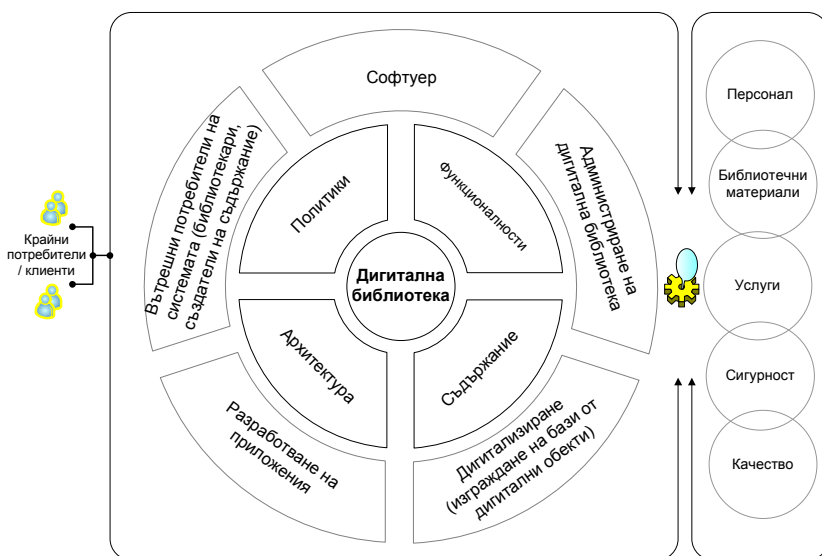 Софтуер
Вътрешни потребители на
системата (библиотекари,
създатели на съдържание)
Политики
Функционалности
Администриране на
дигитална библиотека
Крайни
потребители
/ клиенти
Дигитална
библиотека
Архитектура
Съдържание
Разработване на
приложения
Дигитализиране
(изграждане на бази от
дигитални обекти)
Персонал
Библиотечни
материали
Услуги
Сигурност
Качество